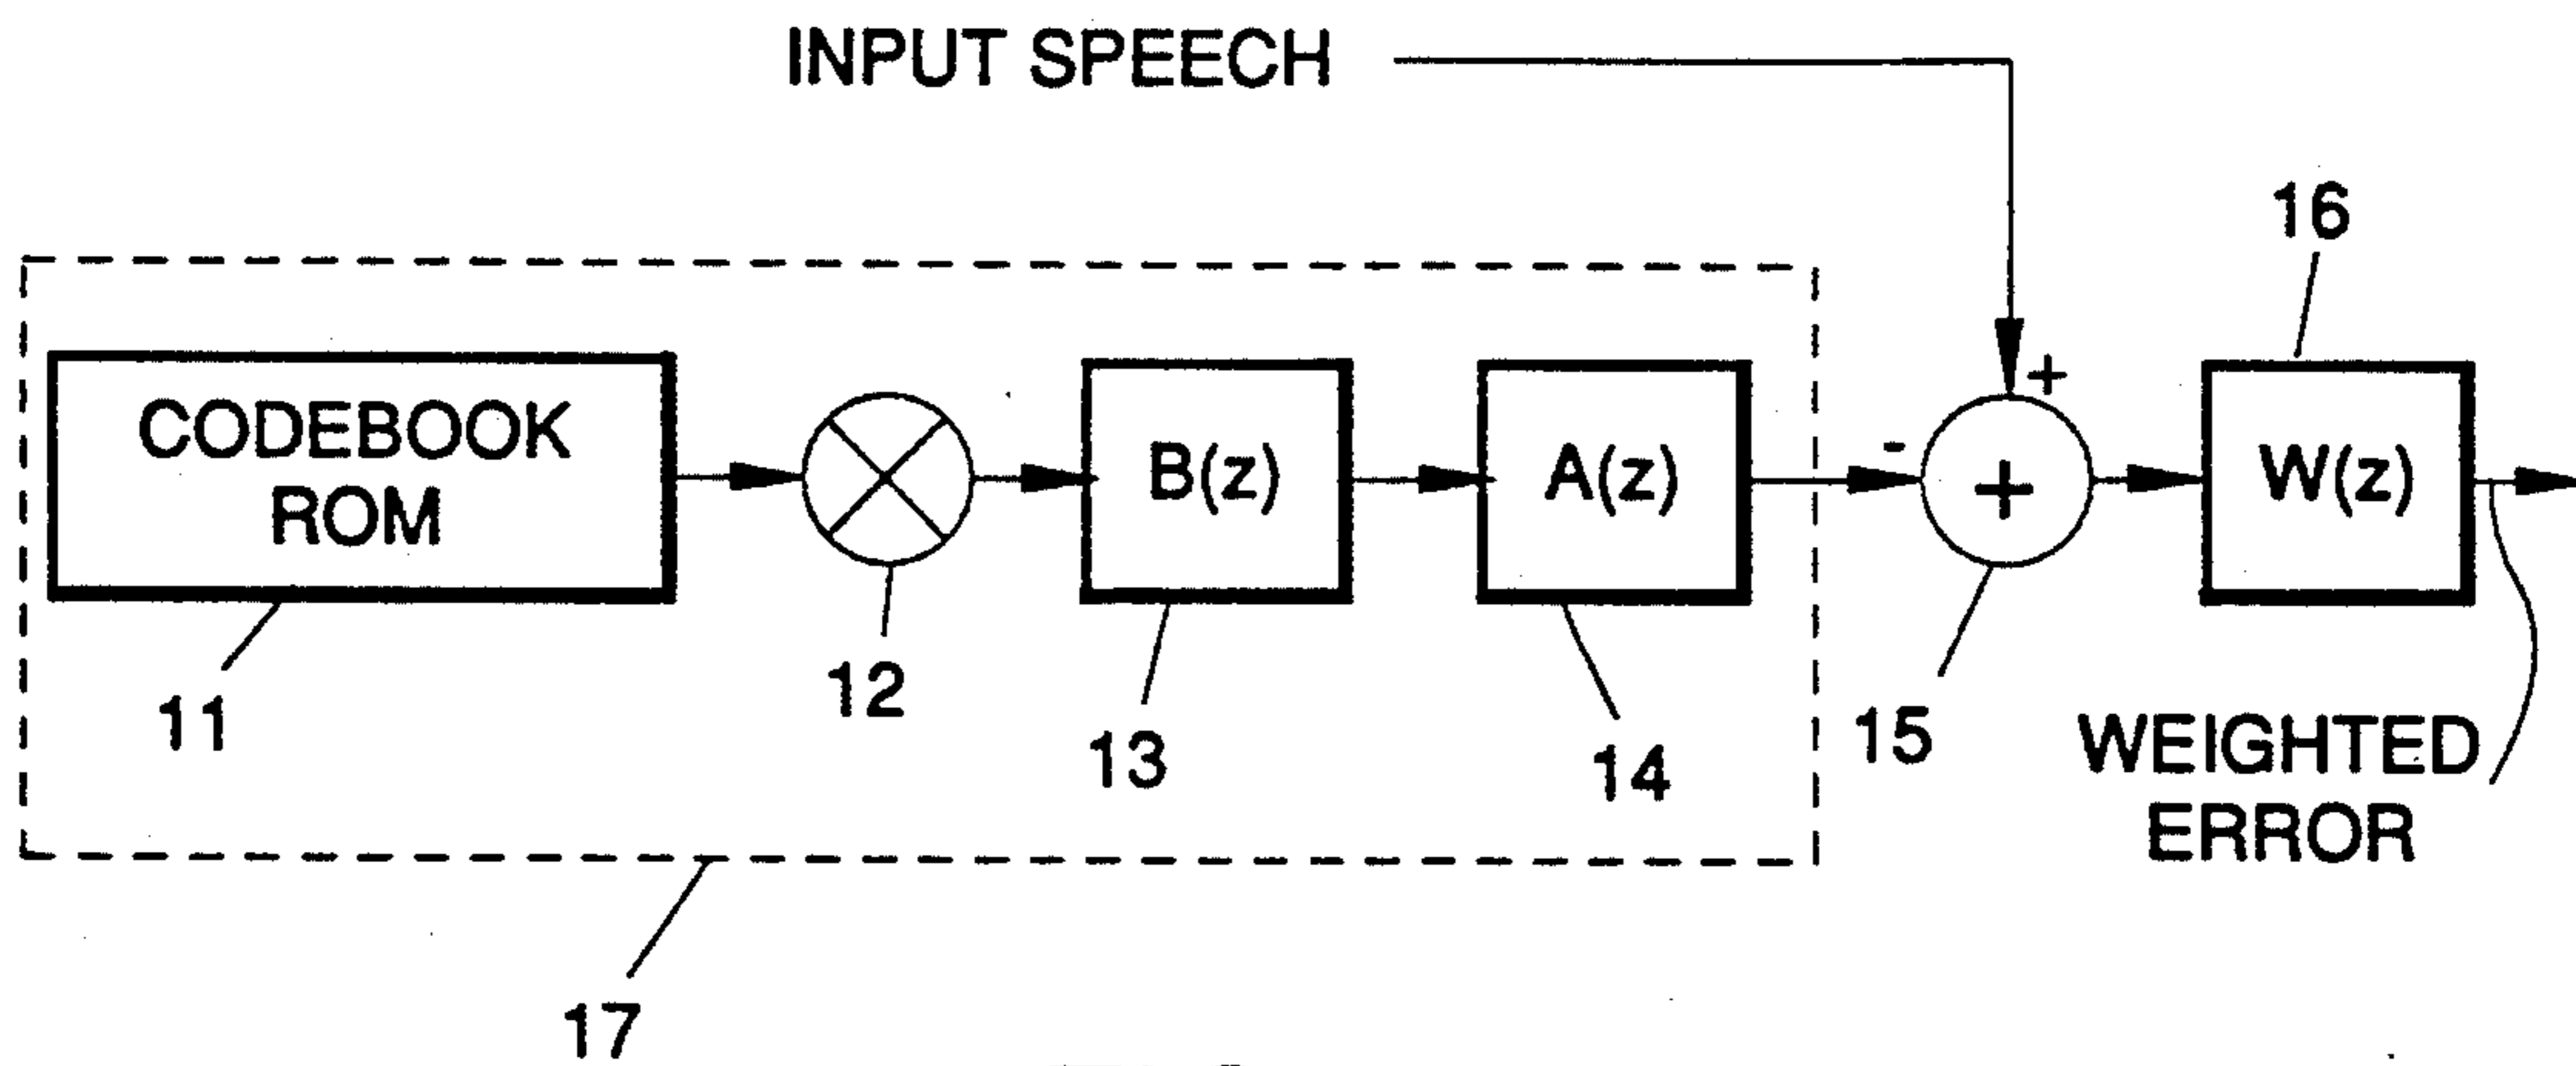 INPUT SPEECH
16
+
CODEBOOK
ROM
B(z)
A(z)
-
+
W(z)
11
12
13
14
15
WEIGHTED
ERROR
17